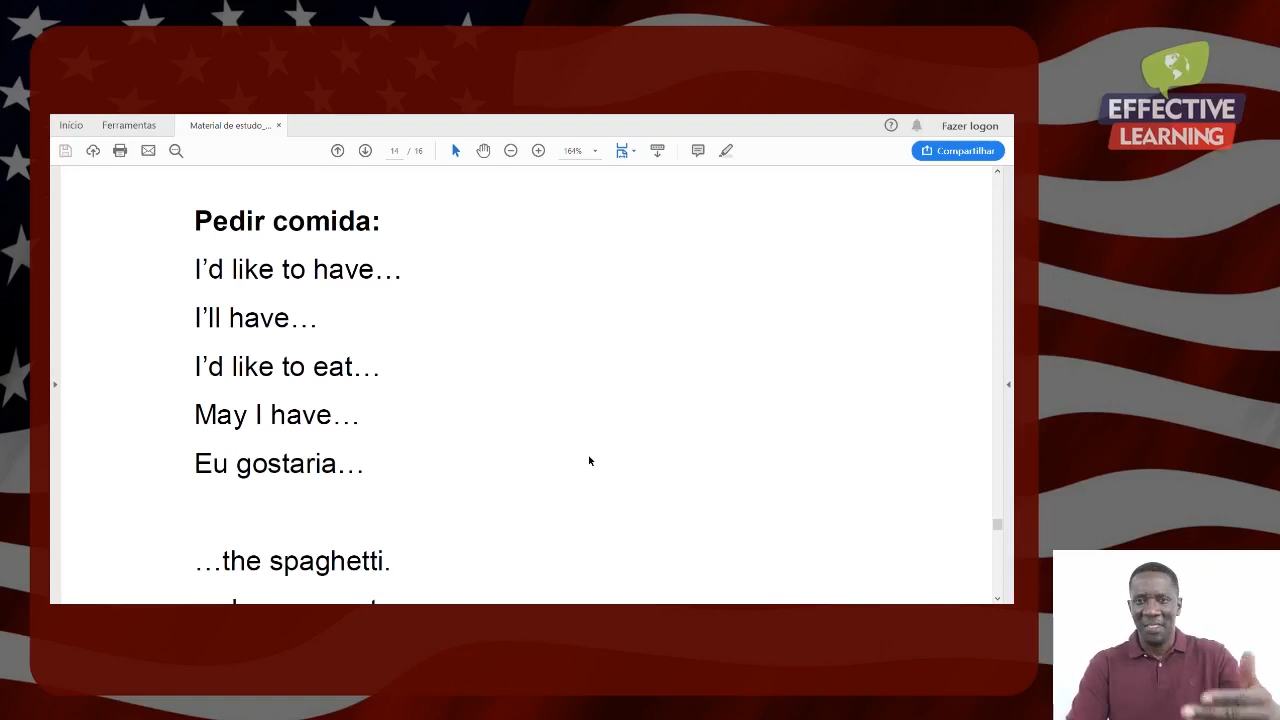 EFFECTIVE
LEARNING
Início Ferramentas Material de estudo_... ×
Fazer logon
14 / 16 164% Compartilhar
Pedir comida:
I’d like to have…
I’ll have…
I’d like to eat…
May I have…
Eu gostaria…
…the spaghetti.